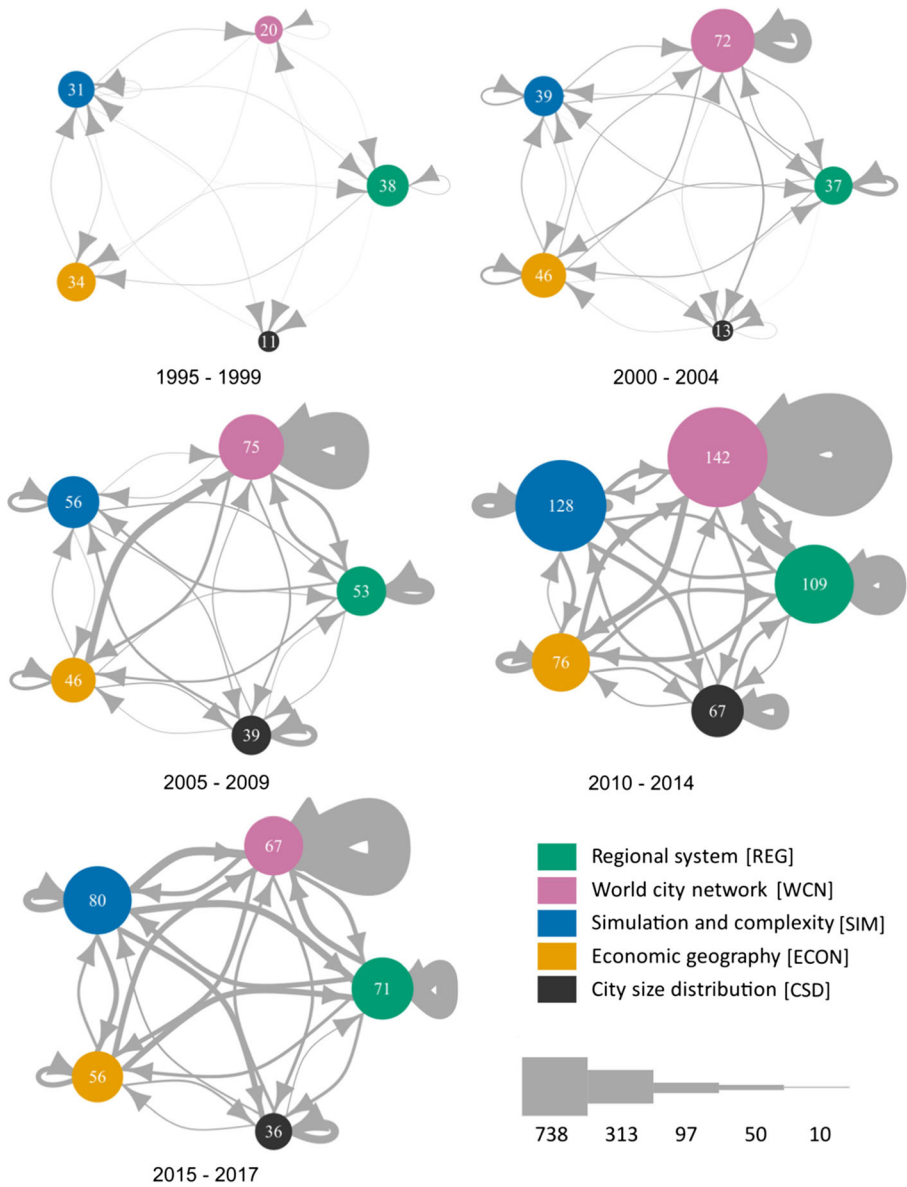 20
31
38
34
11
1995 - 1999
72
39
37
46
13
2000 - 2004
75
56
53
46
39
2005 - 2009
142
128
109
76
67
2010 - 2014
67
80
71
56
36
2015 - 2017
Regional system [REG]
World city network [WCN]
Simulation and complexity [SIM]
Economic geography [ECON]
City size distribution [CSD]
738 313 97 50 10